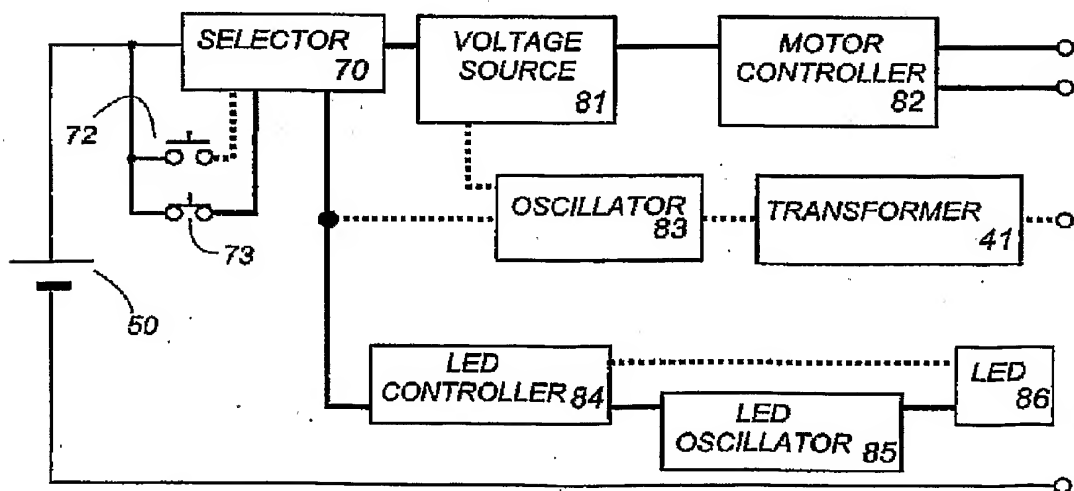 SELECTOR
70
VOLTAGE
SOURCE
81
MOTOR
CONTROLLER
82
72
73
OSCILLATOR
83
TRANSFORMER
41
50
LED
CONTROLLER 84
LED
OSCILLATOR 85
LED
86